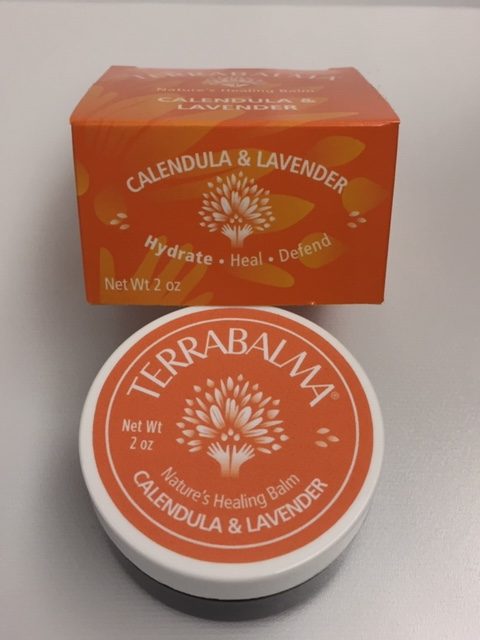 TERRABALMA
Nature's Healing Balm
CALENDULA &
LAVENDER
CALENDULA & LAVENDER
Hydrate • Heal • Defend
Net Wt 2 oz
TERRABALMA®
Net Wt
2 oz
Nature's Healing Balm
CALENDULA & LAVENDER